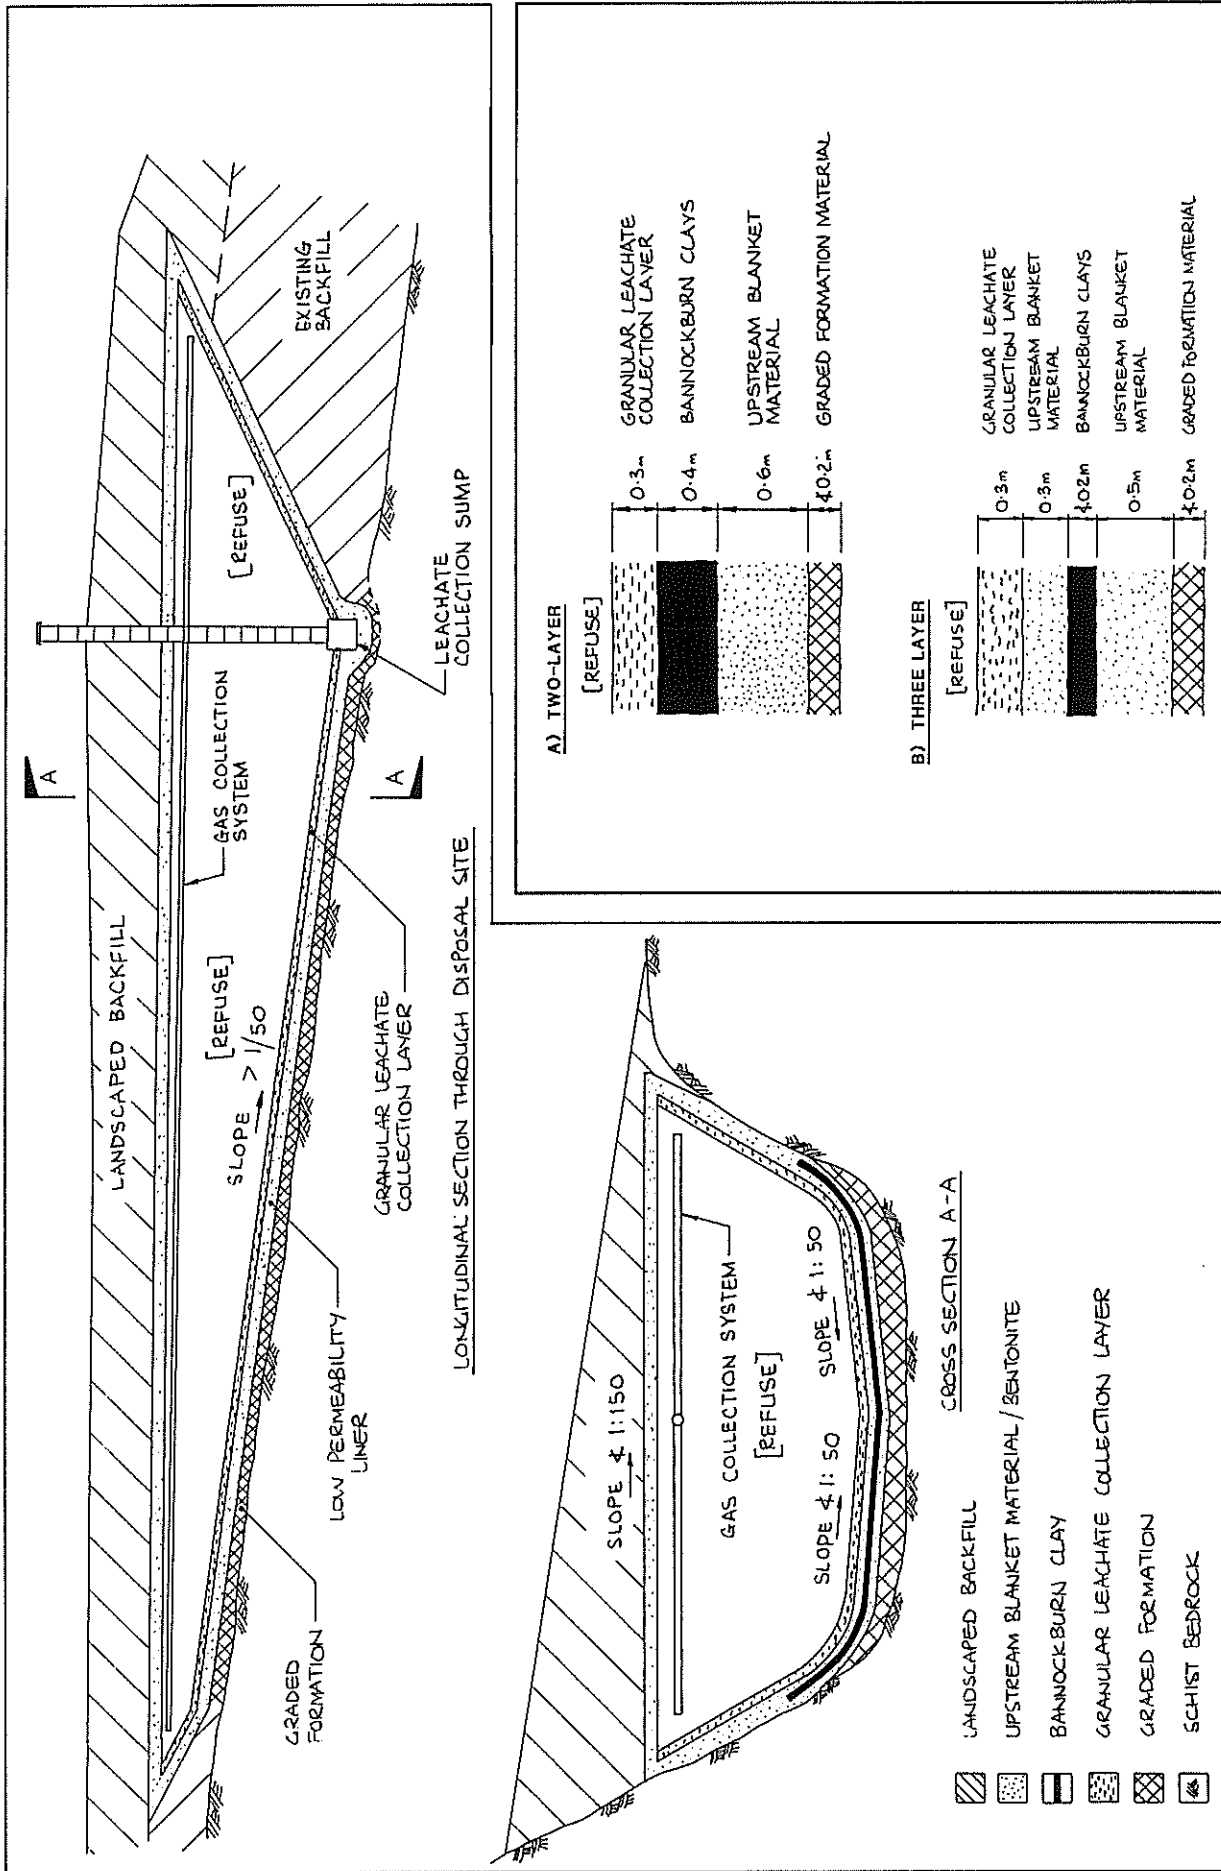 A
A
LANDSCAPED BACKFILL
GAS COLLECTION
SYSTEM
[REFUSE]
[REFUSE]
SLOPE > 1/50
EXISTING
BACKFILL
LEACHATE
COLLECTION SUMP
GRANULAR LEACHATE
COLLECTION LAYER
LOW PERMEABILITY
LINER
GRADED
FORMATION
LONGITUDINAL SECTION THROUGH DISPOSAL SITE
SLOPE ≮ 1:150
GAS COLLECTION SYSTEM
[REFUSE]
SLOPE ≮ 1:50
SLOPE ≮ 1:50
CROSS SECTION A-A
LANDSCAPED BACKFILL
UPSTREAM BLANKET MATERIAL / BENTONITE
BANNOCKBURN CLAY
GRANULAR LEACHATE COLLECTION LAYER
GRADED FORMATION
SCHIST BEDROCK
A) TWO-LAYER
[REFUSE]
0.3m GRANULAR LEACHATE
COLLECTION LAYER
0.4m BANNOCKBURN CLAYS
0.6m UPSTREAM BLANKET
MATERIAL
≮0.2m GRADED FORMATION MATERIAL
B) THREE LAYER
[REFUSE]
0.3m GRANULAR LEACHATE
COLLECTION LAYER
0.3m UPSTREAM BLANKET
MATERIAL
≮0.2m BANNOCKBURN CLAYS
0.5m UPSTREAM BLANKET
MATERIAL
≮0.2m GRADED FORMATION MATERIAL